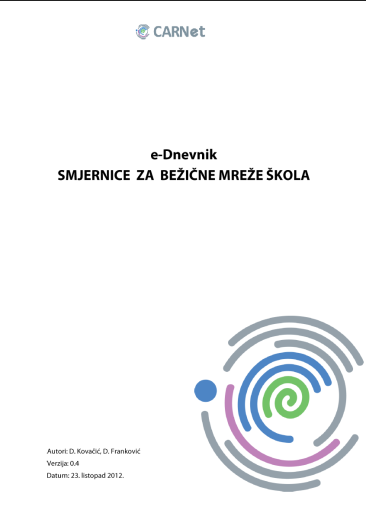 CARNet
e-Dnevnik
SMJERNICE ZA BEŽIČNE MREŽE ŠKOLA
Autori: D. Kovačić, D. Franković
Verzija: 0.4
Datum: 23. listopad 2012.